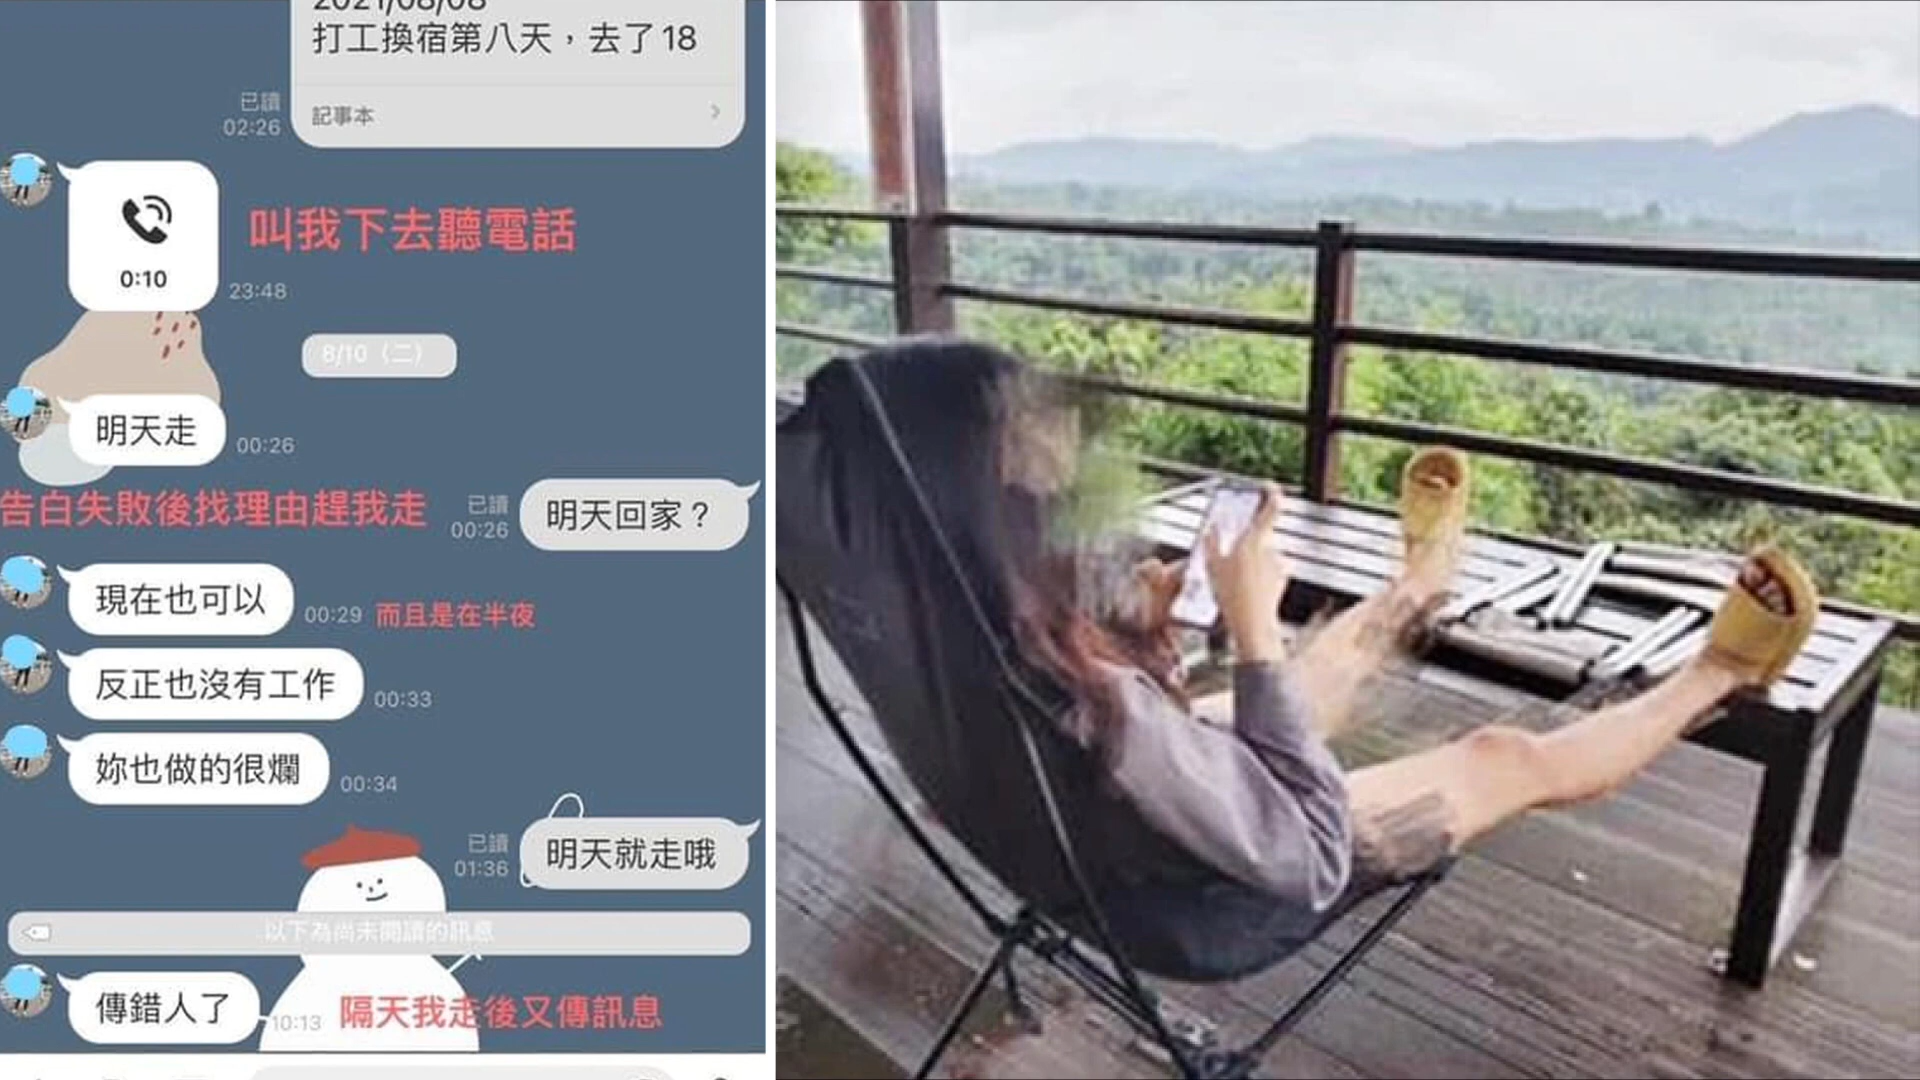 2021/08/08
打工換宿第八天，去了18
已讀
02:26
記事本
0:10
叫我下去聽電話
23:48
8/10（二）
明天走
00:26
告白失敗後找理由趕我走
已讀
00:26
明天回家？
現在也可以
00:29
而且是在半夜
反正也沒有工作
00:33
妳也做的很爛
00:34
已讀
01:36
明天就走哦
以下為尚未閱讀的訊息
傳錯人了
10:13
隔天我走後又傳訊息